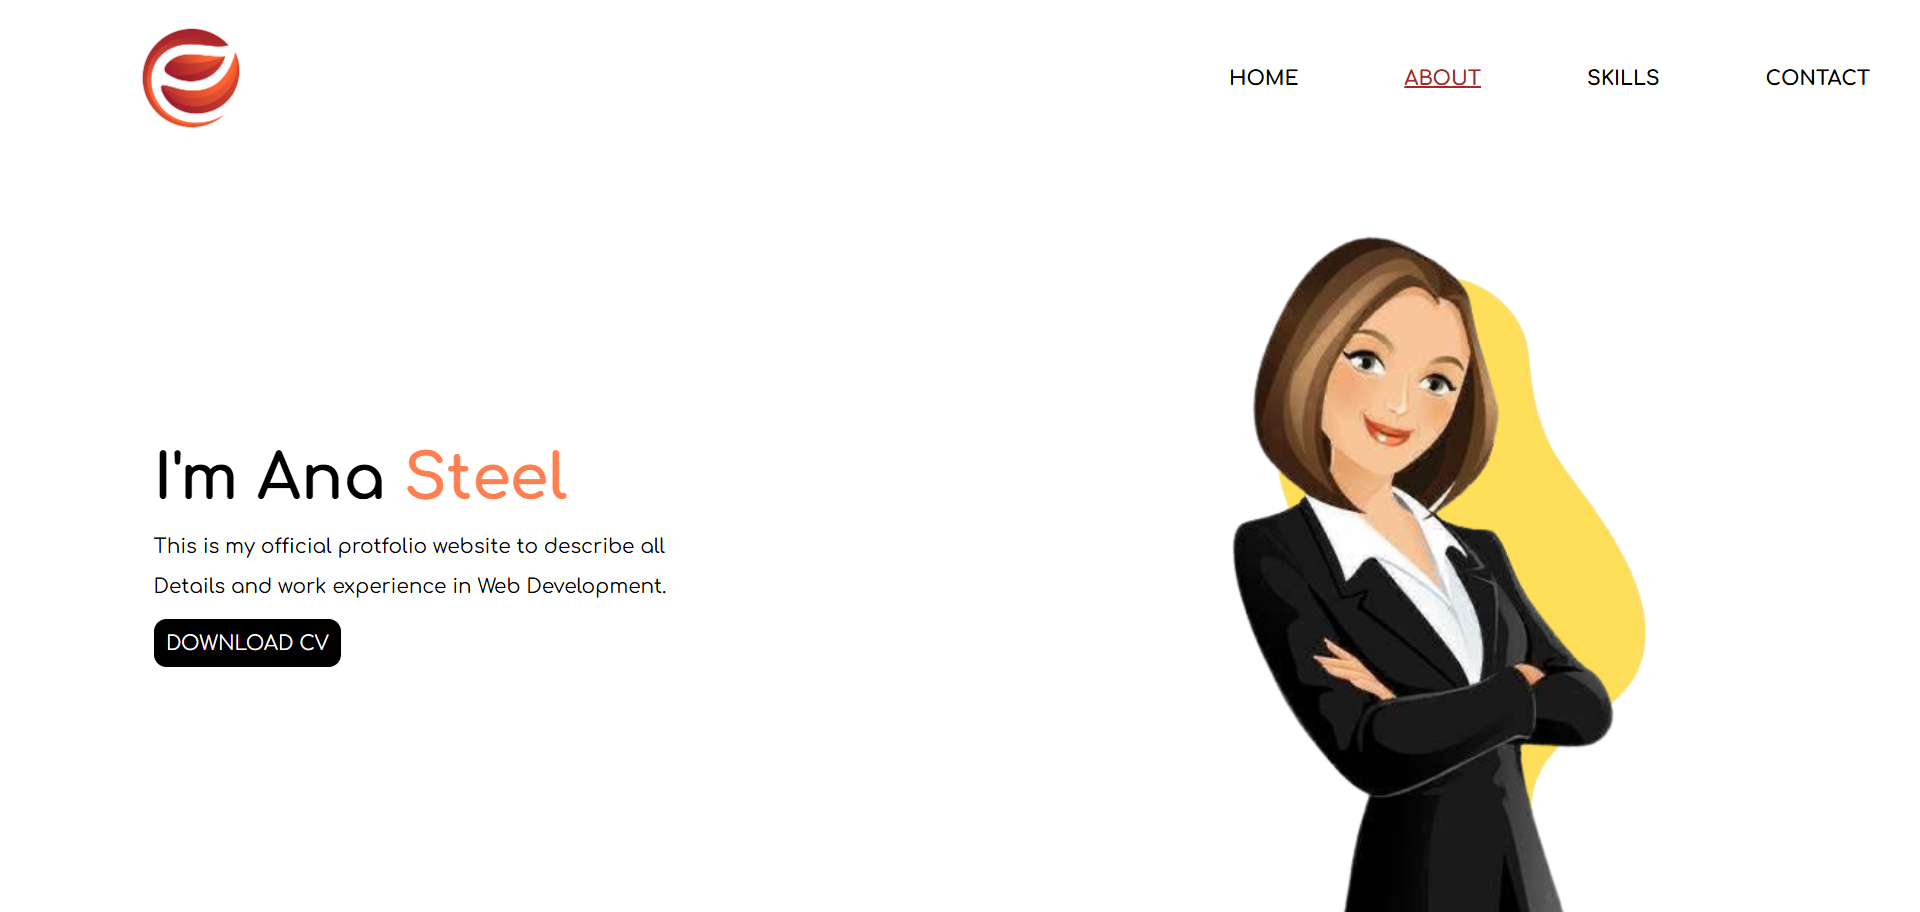 HOME ABOUT SKILLS CONTACT
I'm Ana Steel
This is my official protfolio website to describe all
Details and work experience in Web Development.
DOWNLOAD CV